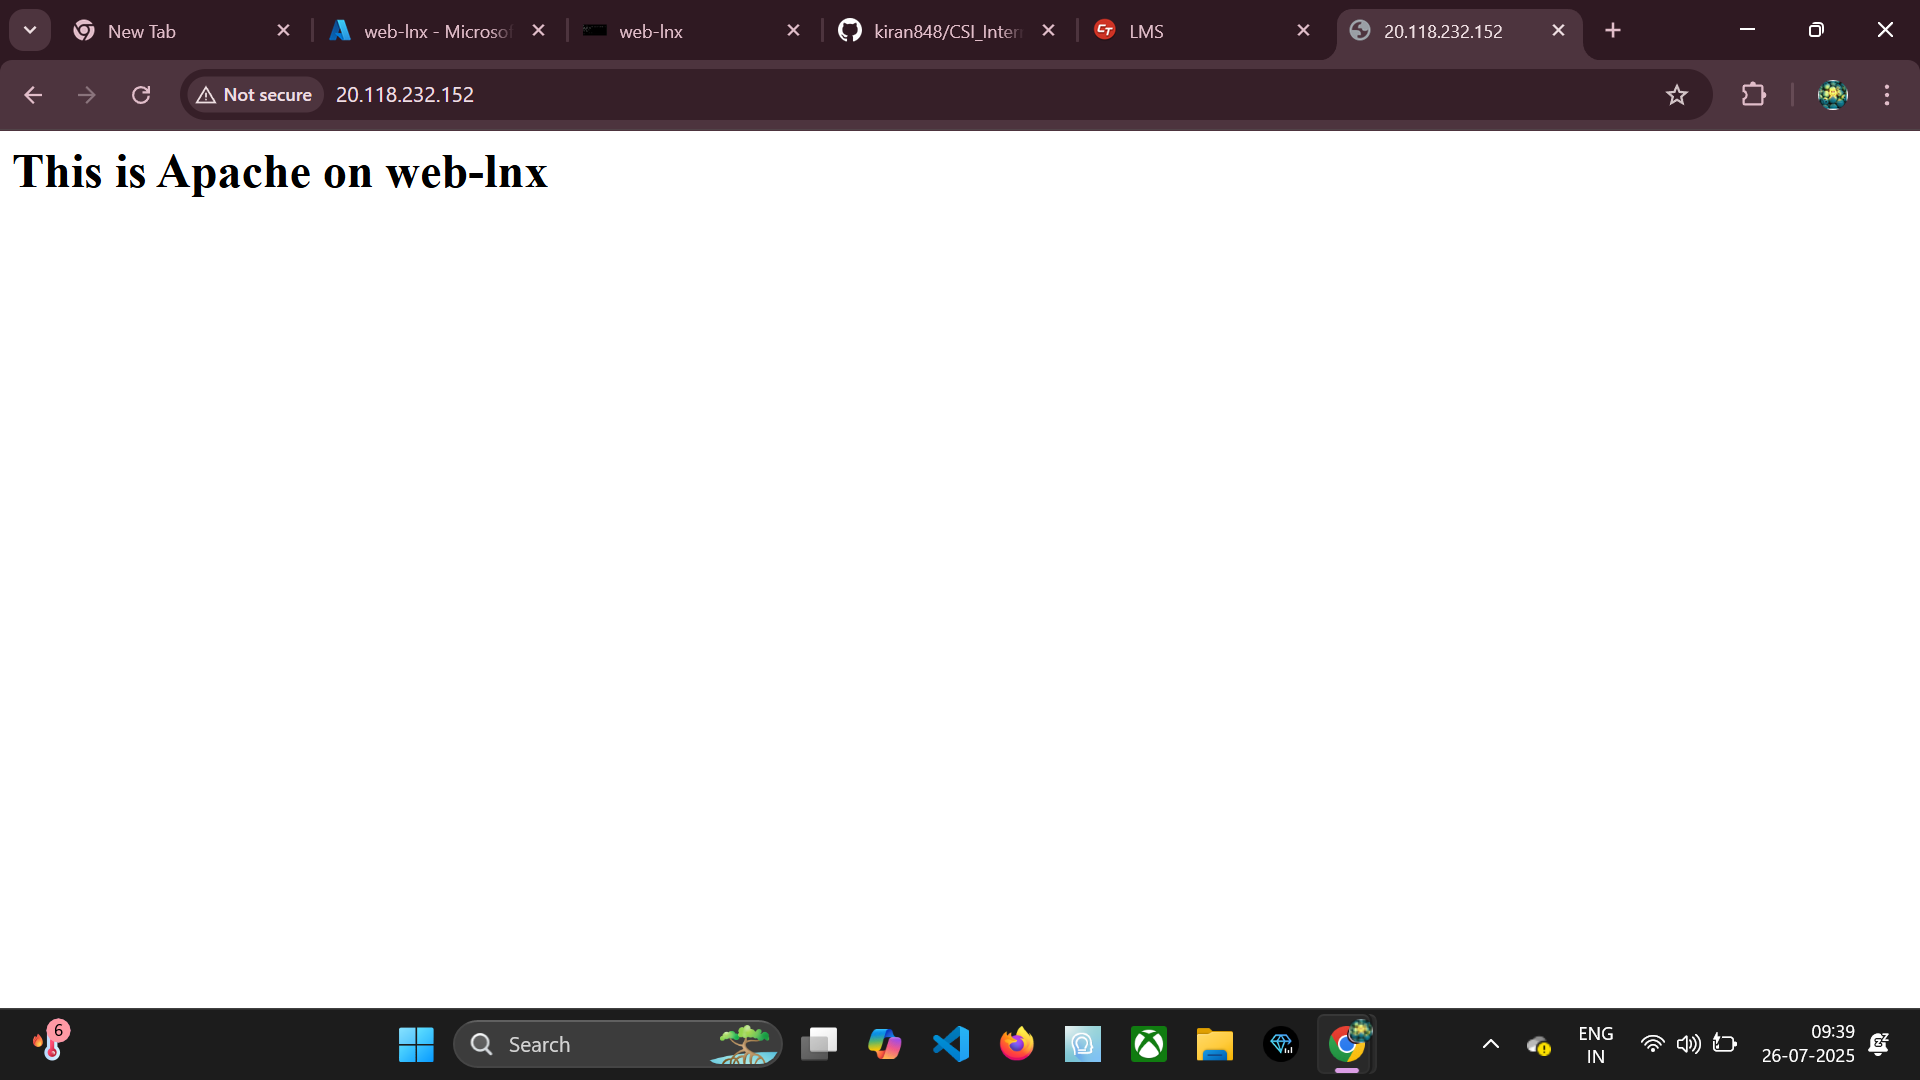 New Tab
web-lnx - Microsof
web-lnx
kiran848/CSI_Inter
LMS
20.118.232.152
Not secure
20.118.232.152
This is Apache on web-lnx
6
Search
ENG
IN
09:39
26-07-2025